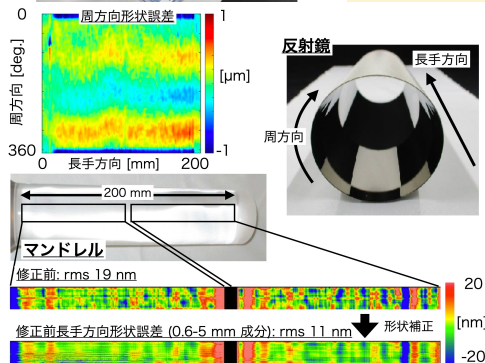 周方向形状誤差
0
360
周方向 [deg.]
0
200
長手方向 [mm]
1
[μm]
-1
反射鏡
長手方向
周方向
200 mm
マンドレル
修正前: rms 19 nm
20
[nm]
-20
形状補正
修正前長手方向形状誤差 (0.6-5 mm 成分): rms 11 nm